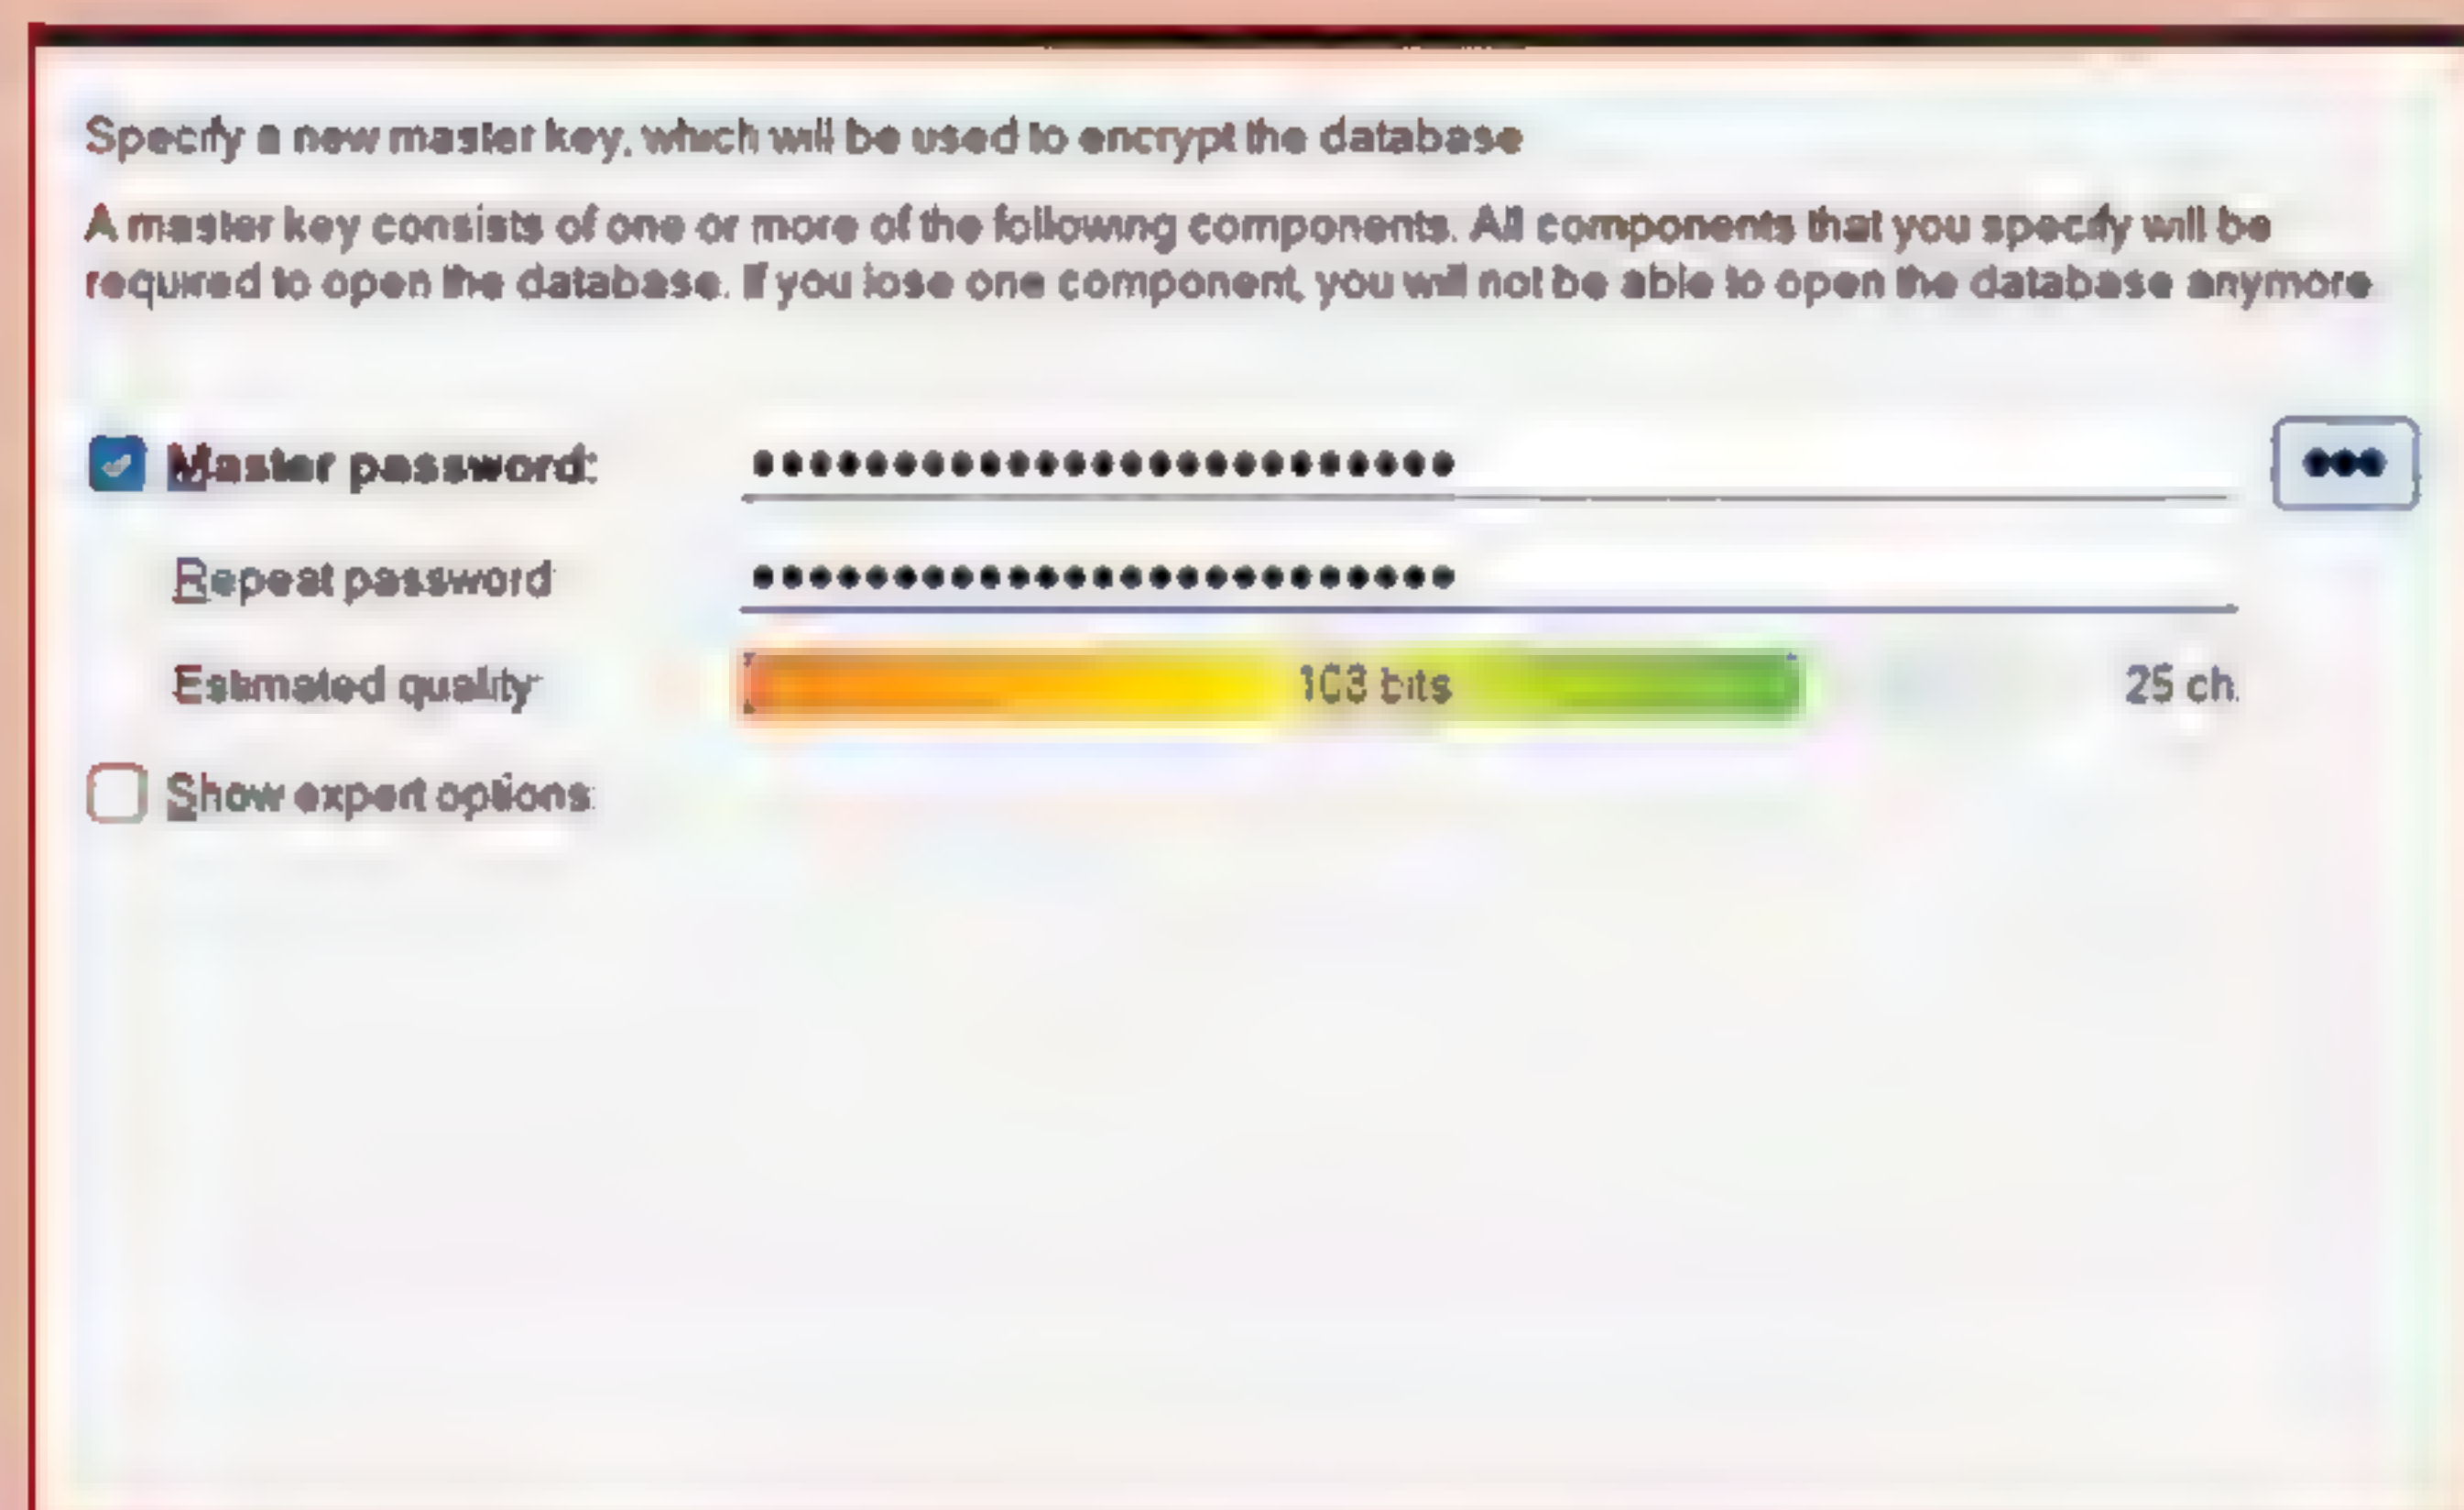 Specify a new master key, which will be used to encrypt the database
A master key consists of one or more of the following components. All components that you specify will be
required to open the database. If you lose one component, you will not be able to open the database anymore
Master password: •••••••••••••••••••••••••
Repeat password •••••••••••••••••••••••••
Estimated quality 103 bits 25 ch.
Show expert options: